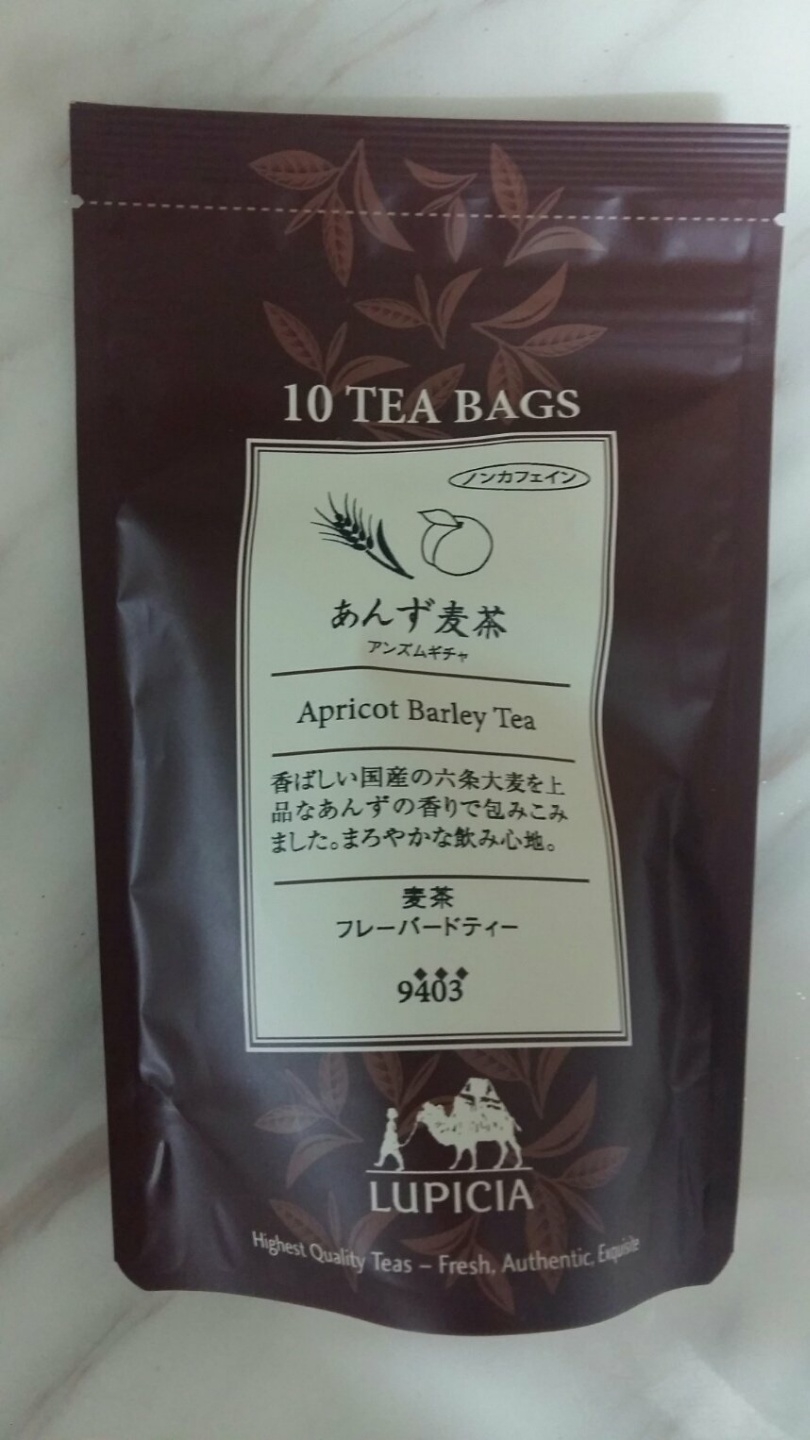 10 TEA BAGS
ノンカフェイン
あんず麦茶
アンズムギチャ
Apricot Barley Tea
香ばしい国産の六条大麦を上
品なあんずの香りで包みこみ
ました。まろやかな飲み心地。
麦茶
フレーバードティー
◆◆◆
9403
LUPICIA
Highest Quality Teas – Fresh, Authentic, Exquisite